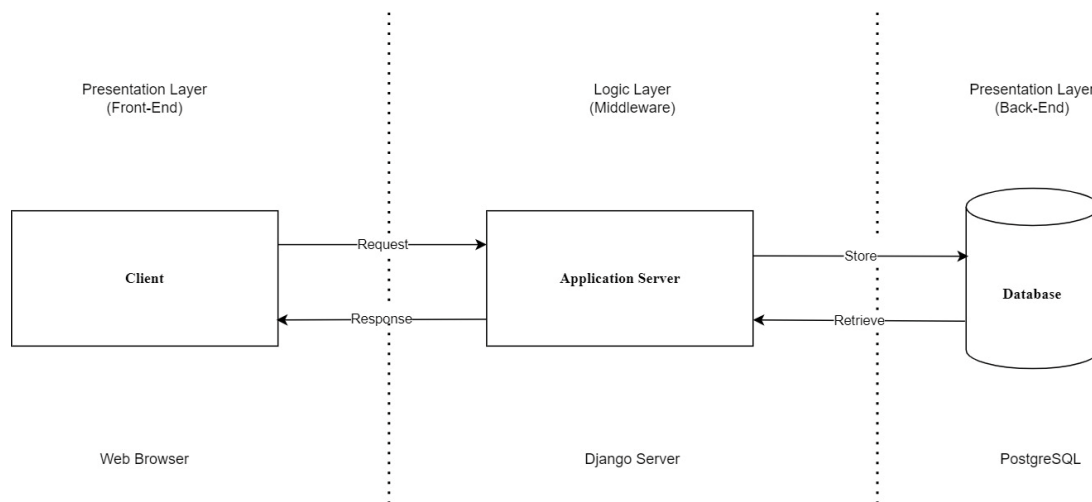 Presentation Layer
(Front-End)
Logic Layer
(Middleware)
Presentation Layer
(Back-End)
Client
Request
Response
Application Server
Store
Retrieve
Database
Web Browser
Django Server
PostgreSQL